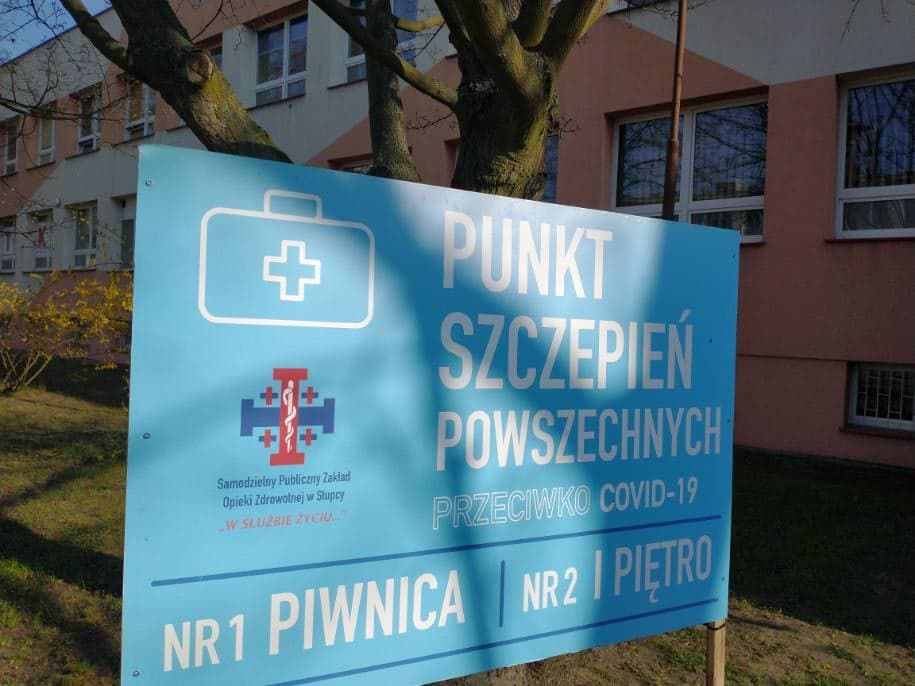 PUNKT
SZCZEPIEŃ
POWSZECHNYCH
PRZECIWKO COVID-19
Samodzielny Publiczny Zakład
Opieki Zdrowotnej w Słupcy
„W SŁUŻBIE ŻYCIU..."
NR 1 PIWNICA
NR 2 I PIĘTRO